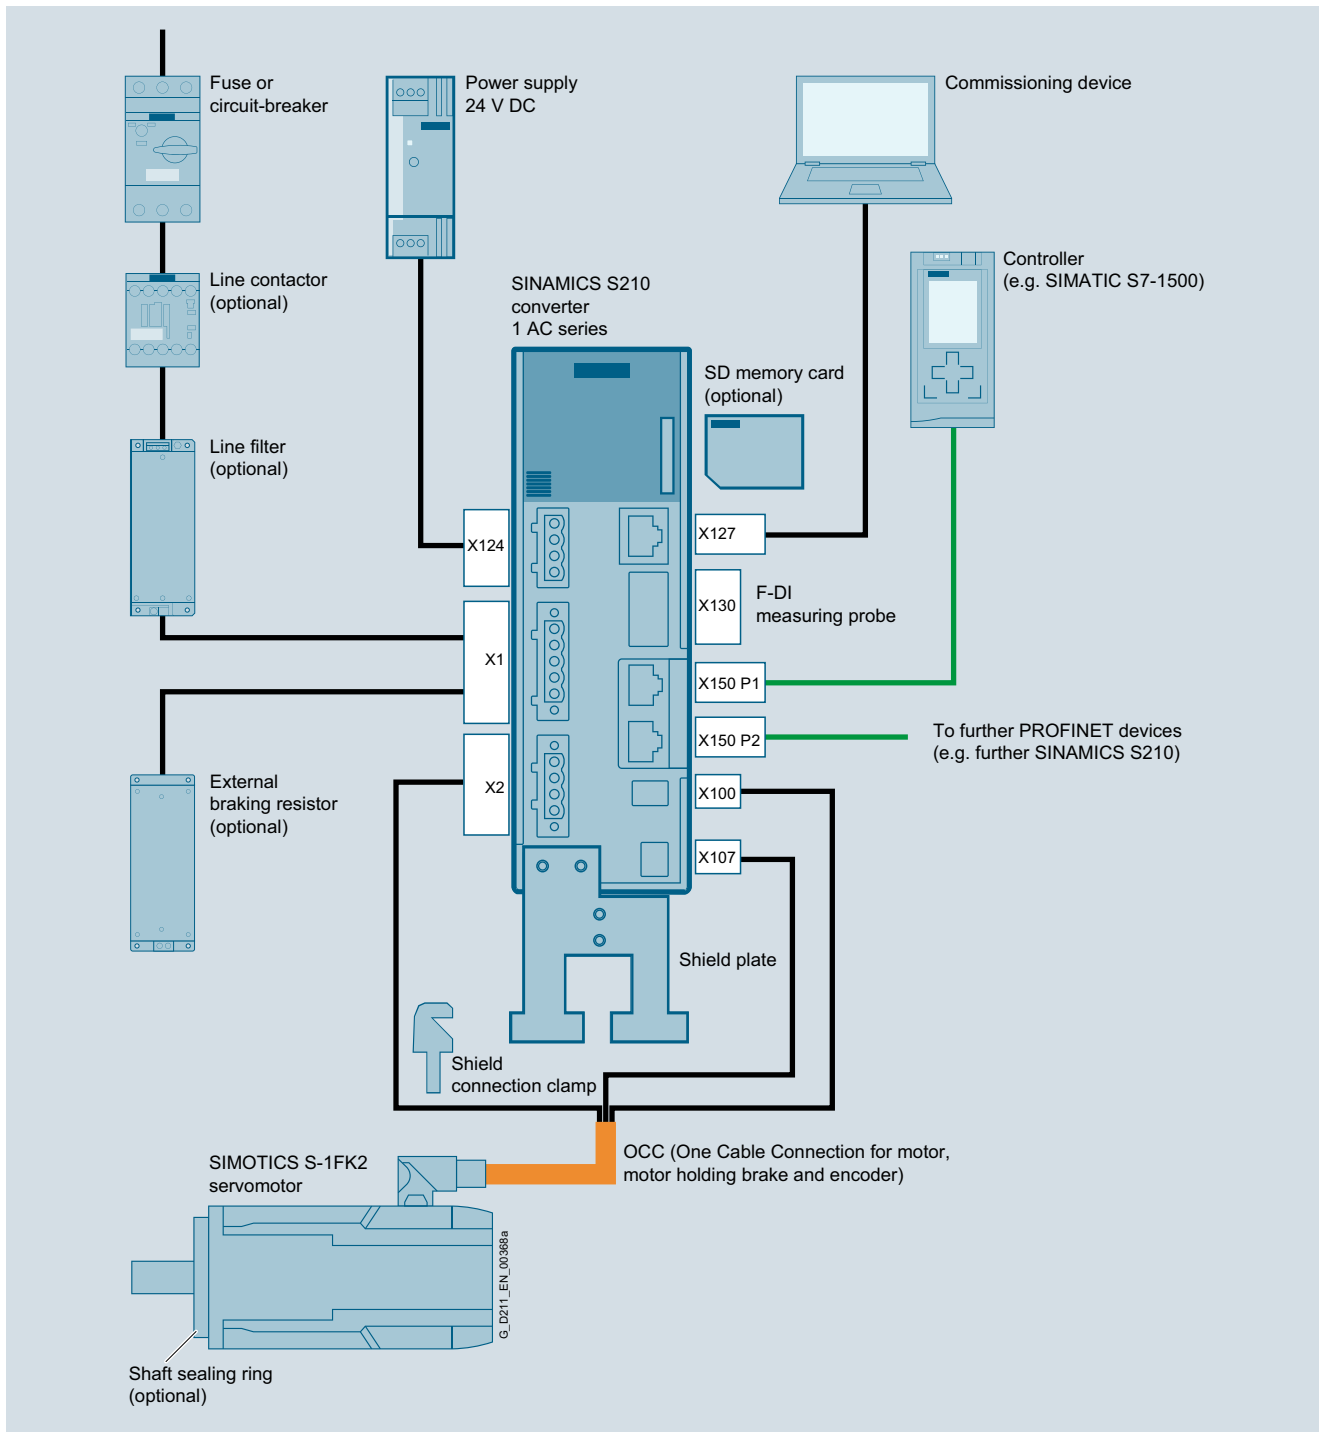 Fuse or
circuit-breaker
Power supply
24 V DC
Commissioning device
Line contactor
(optional)
SINAMICS S210
converter
1 AC series
Controller
(e.g. SIMATIC S7-1500)
SD memory card
(optional)
Line filter
(optional)
X124
X127
X130
F-DI
measuring probe
X1
X150 P1
X150 P2
To further PROFINET devices
(e.g. further SINAMICS S210)
External
braking resistor
(optional)
X2
X100
X107
Shield plate
Shield
connection clamp
OCC (One Cable Connection for motor,
motor holding brake and encoder)
SIMOTICS S-1FK2
servomotor
G_D211_EN_00368a
Shaft sealing ring
(optional)